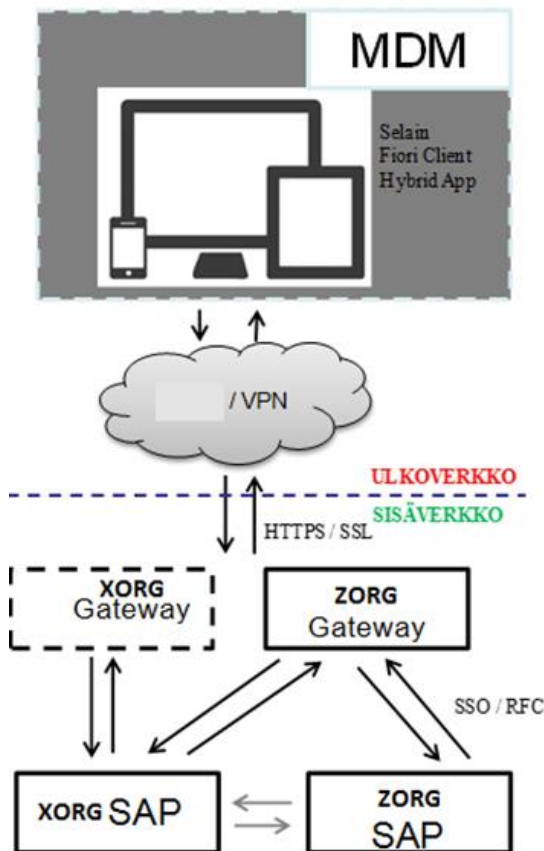 MDM
Selain
Fiori Client
Hybrid App
/ VPN
ULKOVERKKO
SISÄVERKKO
HTTPS / SSL
XORG
Gateway
ZORG
Gateway
SSO / RFC
XORG SAP
ZORG
SAP